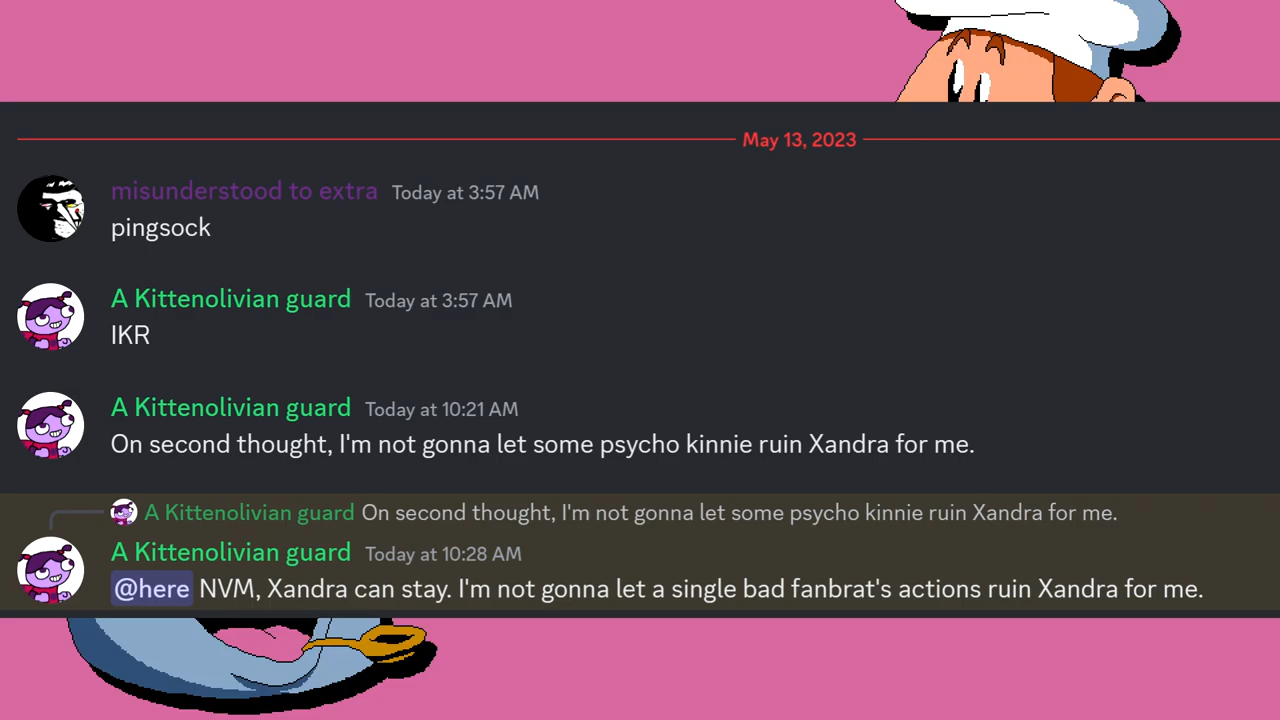 May 13, 2023
misunderstood to extra Today at 3:57 AM
pingsock
A Kittenolivian guard Today at 3:57 AM
IKR
A Kittenolivian guard Today at 10:21 AM
On second thought, I'm not gonna let some psycho kinnie ruin Xandra for me.
A Kittenolivian guard On second thought, I'm not gonna let some psycho kinnie ruin Xandra for me.
A Kittenolivian guard Today at 10:28 AM
@here NVM, Xandra can stay. I'm not gonna let a single bad fanbrat's actions ruin Xandra for me.